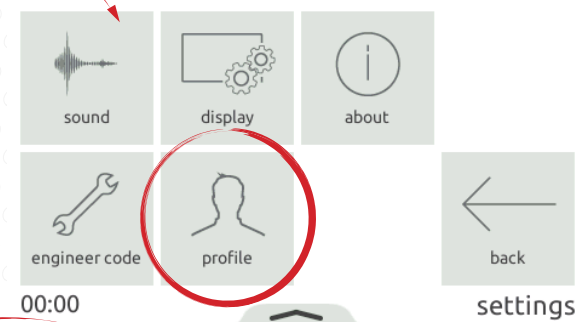 sound
display
about
engineer code
profile
back
00:00
settings